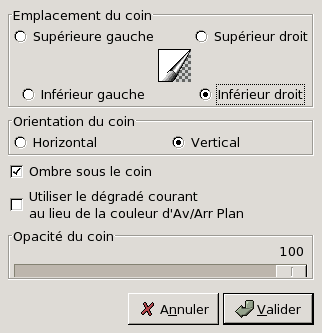 Emplacement du coin
Supérieure gauche
Supérieur droit
Inférieur gauche
Inférieur droit
Orientation du coin
Horizontal
Vertical
Ombre sous le coin
Utiliser le dégradé courant
au lieu de la couleur d'Av/Arr Plan
Opacité du coin
100
Annuler
Valider